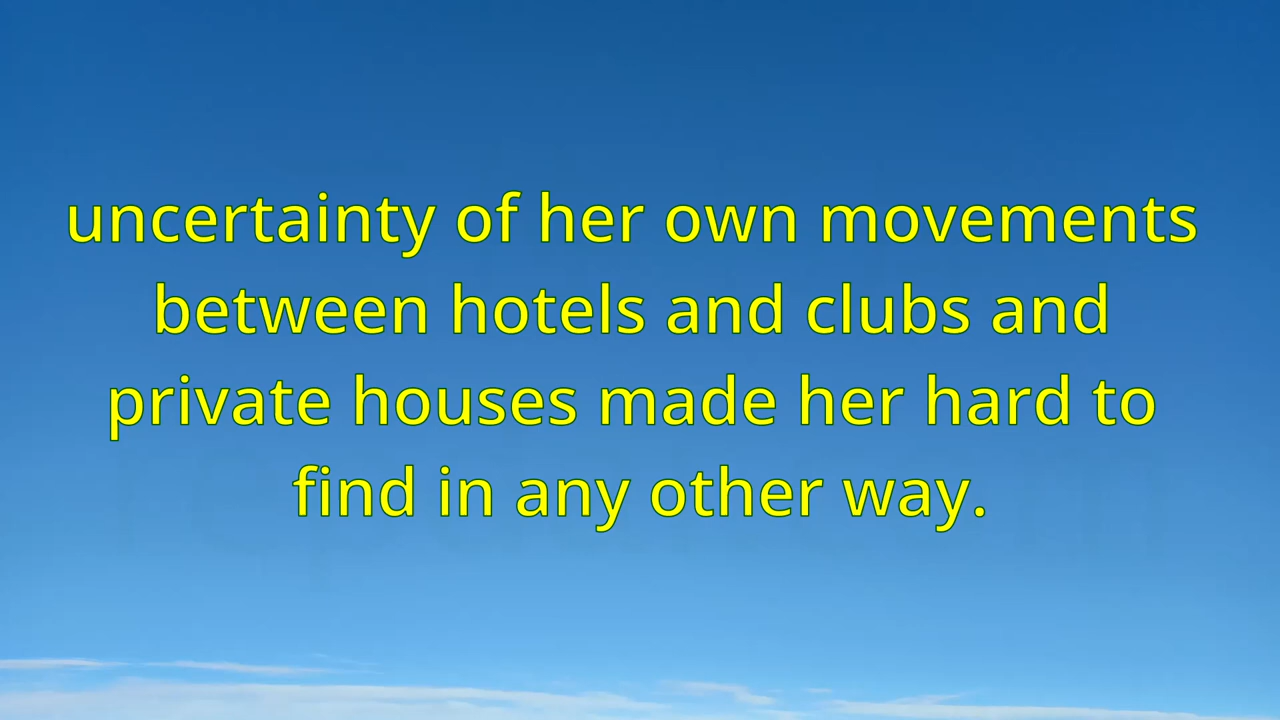 uncertainty of her own movements
between hotels and clubs and
private houses made her hard to
find in any other way.